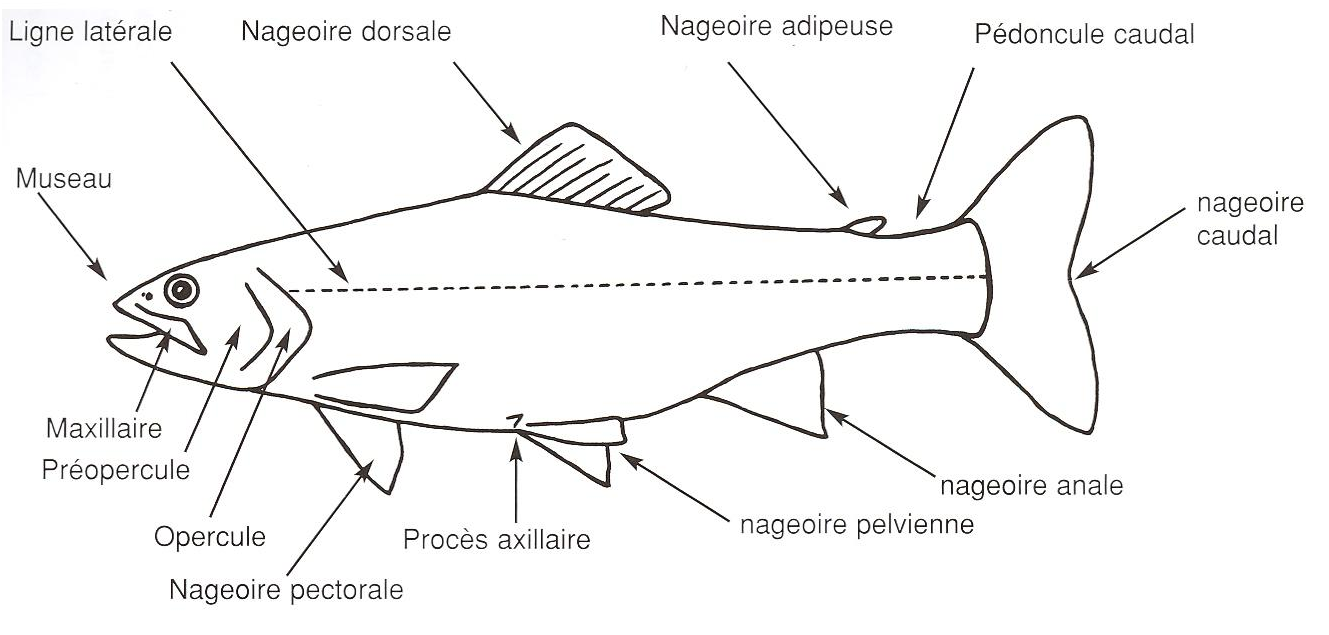 Ligne latérale
Nageoire dorsale
Nageoire adipeuse
Pédoncule caudal
Museau
nageoire
caudal
Maxillaire
Préopercule
Opercule
Nageoire pectorale
Procès axillaire
nageoire pelvienne
nageoire anale